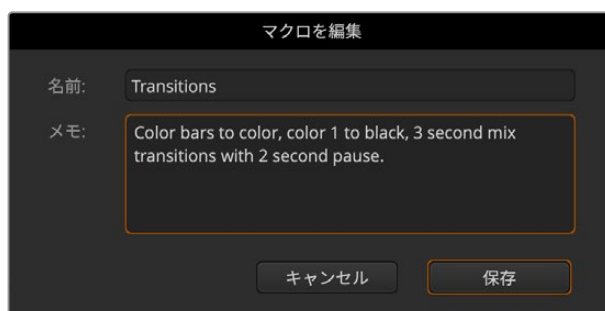 マクロを編集
名前: Transitions
メモ: Color bars to color, color 1 to black, 3 second mix
transitions with 2 second pause.
キャンセル 保存